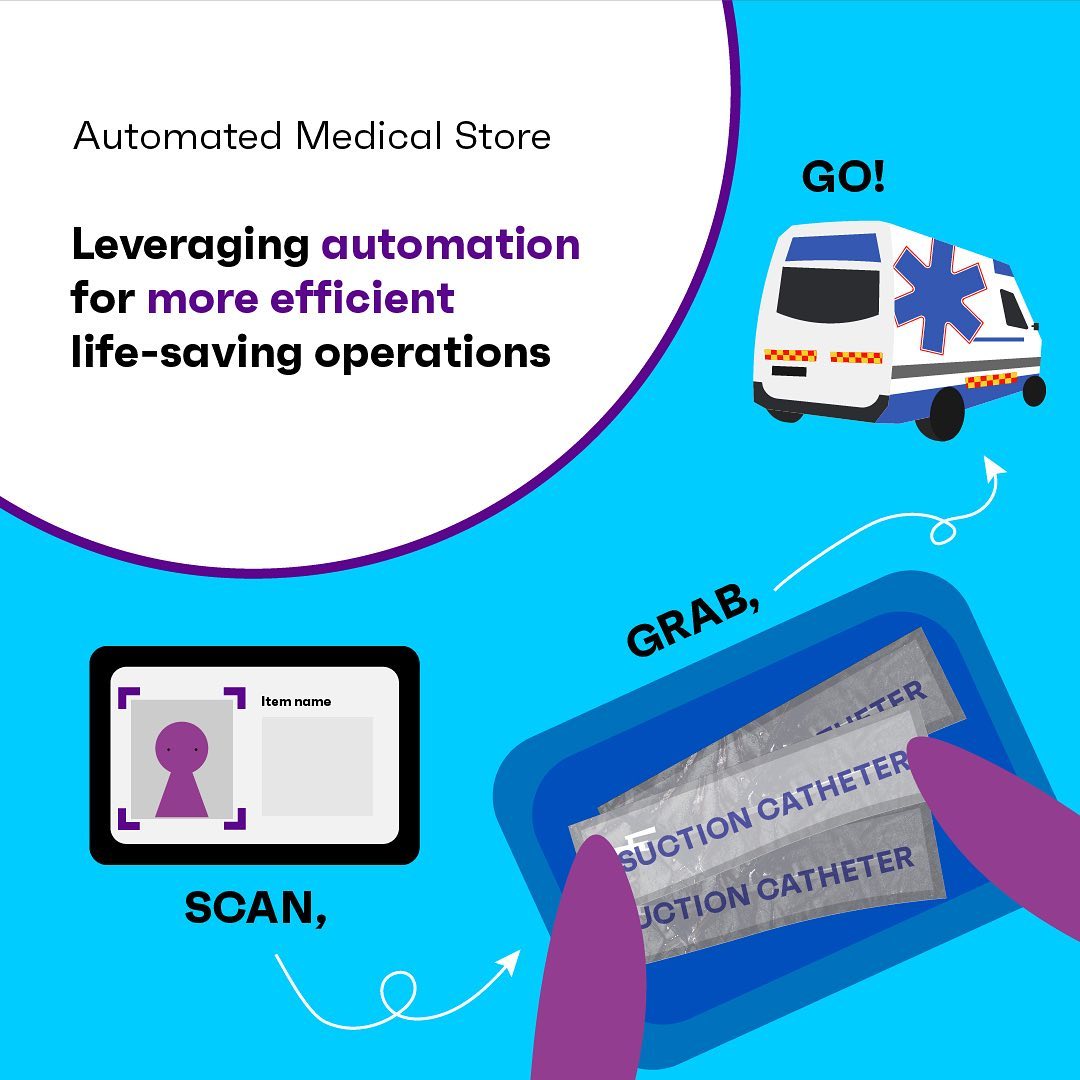 Automated Medical Store
Leveraging automation
for more efficient
life-saving operations
GO!
GRAB,
Item name
SCAN,
THETER
SUCTION CATHETER
UCTION CATHETER